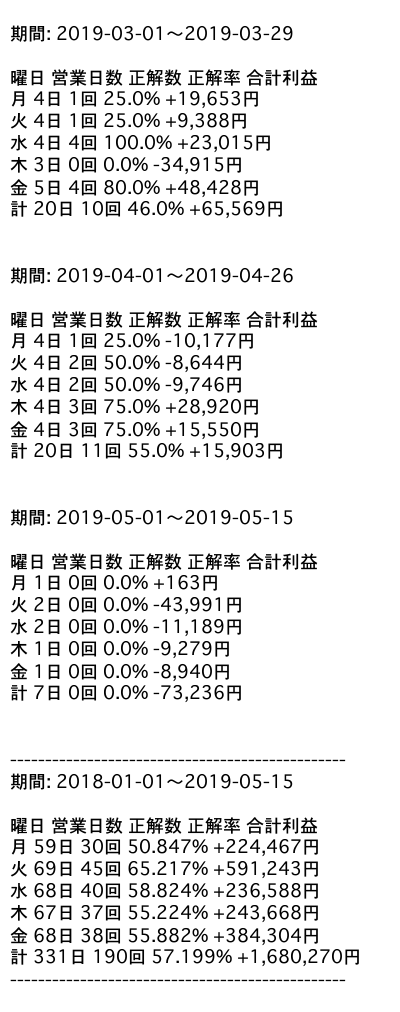 期間: 2019-03-01〜2019-03-29
曜日 営業日数 正解数 正解率 合計利益
月 4日 1回 25.0% +19,653円
火 4日 1回 25.0% +9,388円
水 4日 4回 100.0% +23,015円
木 3日 0回 0.0% -34,915円
金 5日 4回 80.0% +48,428円
計 20日 10回 46.0% +65,569円
期間: 2019-04-01〜2019-04-26
曜日 営業日数 正解数 正解率 合計利益
月 4日 1回 25.0% -10,177円
火 4日 2回 50.0% -8,644円
水 4日 2回 50.0% -9,746円
木 4日 3回 75.0% +28,920円
金 4日 3回 75.0% +15,550円
計 20日 11回 55.0% +15,903円
期間: 2019-05-01〜2019-05-15
曜日 営業日数 正解数 正解率 合計利益
月 1日 0回 0.0% +163円
火 2日 0回 0.0% -43,991円
水 2日 0回 0.0% -11,189円
木 1日 0回 0.0% -9,279円
金 1日 0回 0.0% -8,940円
計 7日 0回 0.0% -73,236円
------------------------------------------------
期間: 2018-01-01〜2019-05-15
曜日 営業日数 正解数 正解率 合計利益
月 59日 30回 50.847% +224,467円
火 69日 45回 65.217% +591,243円
水 68日 40回 58.824% +236,588円
木 67日 37回 55.224% +243,668円
金 68日 38回 55.882% +384,304円
計 331日 190回 57.199% +1,680,270円
------------------------------------------------